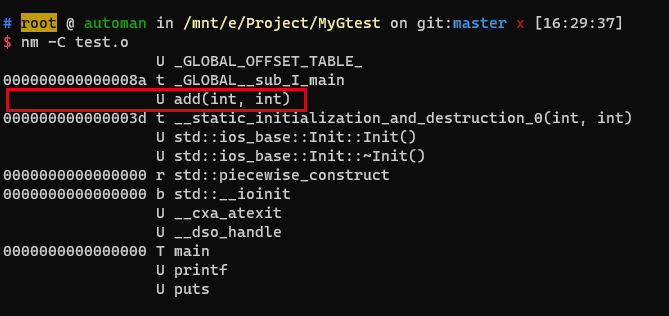 # root @ automan in /mnt/e/Project/MyGtest on git:master x [16:29:37]
$ nm -C test.o
                 U _GLOBAL_OFFSET_TABLE_
000000000000008a t _GLOBAL__sub_I_main
                 U add(int, int)
000000000000003d t __static_initialization_and_destruction_0(int, int)
                 U std::ios_base::Init::Init()
                 U std::ios_base::Init::~Init()
0000000000000000 r std::piecewise_construct
0000000000000000 b std::__ioinit
                 U __cxa_atexit
                 U __dso_handle
0000000000000000 T main
                 U printf
                 U puts